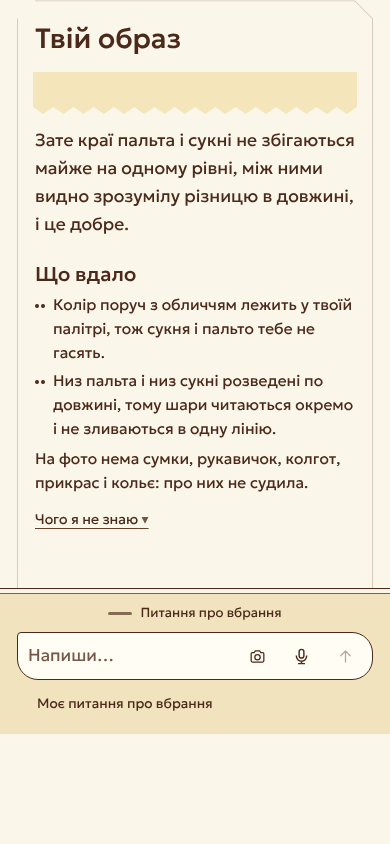 Твій образ
Зате краї пальта і сукні не збігаються
майже на одному рівні, між ними
видно зрозумілу різницю в довжині,
і це добре.
Що вдало
•• Колір поруч з обличчям лежить у твоїй
палітрі, тож сукня і пальто тебе не
гасять.
•• Низ пальта і низ сукні розведені по
довжині, тому шари читаються окремо
і не зливаються в одну лінію.
На фото нема сумки, рукавичок, колгот,
прикрас і кольє: про них не судила.
Чого я не знаю ▾
Питання про вбрання
Напиши...
Моє питання про вбрання